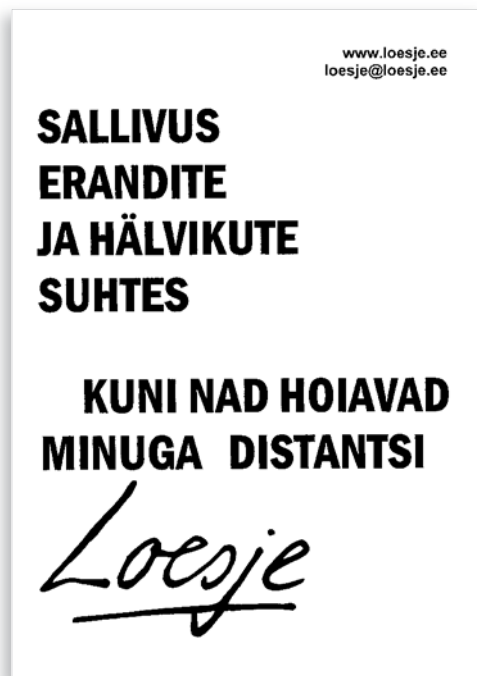 www.loesje.ee
loesje@loesje.ee
SALLIVUS
ERANDITE
JA HÄLVIKUTE
SUHTES
KUNI NAD HOIAVAD
MINUGA DISTANTSI
Loesje